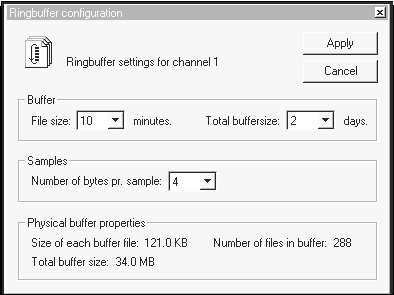 Ringbuffer configuration
Ringbuffer settings for channel 1
Apply
Cancel
Buffer
File size: 10 minutes. Total buffersize: 2 days.
Samples
Number of bytes pr. sample: 4
Physical buffer properties
Size of each buffer file: 121.0 KB Number of files in buffer: 288
Total buffer size: 34.0 MB